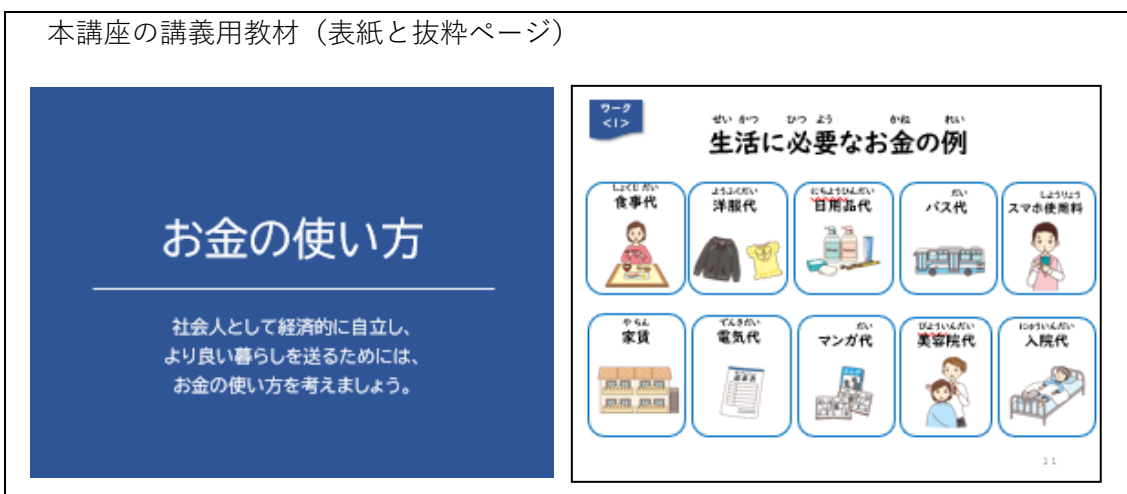 本講座の講義用教材（表紙と抜粋ページ）
お金の使い方
社会人として経済的に自立し、
より良い暮らしを送るためには、
お金の使い方を考えましょう。
ワーク
<1>
せい かつ ひつ よう かね れい
生活に必要なお金の例
しょくじ だい
食事代
ようふくだい
洋服代
にちようひんだい
日用品代
だい
バス代
しようりょう
スマホ使用料
や ちん
家賃
でんきだい
電気代
だい
マンガ代
びよういんだい
美容院代
にゅういんだい
入院代
11